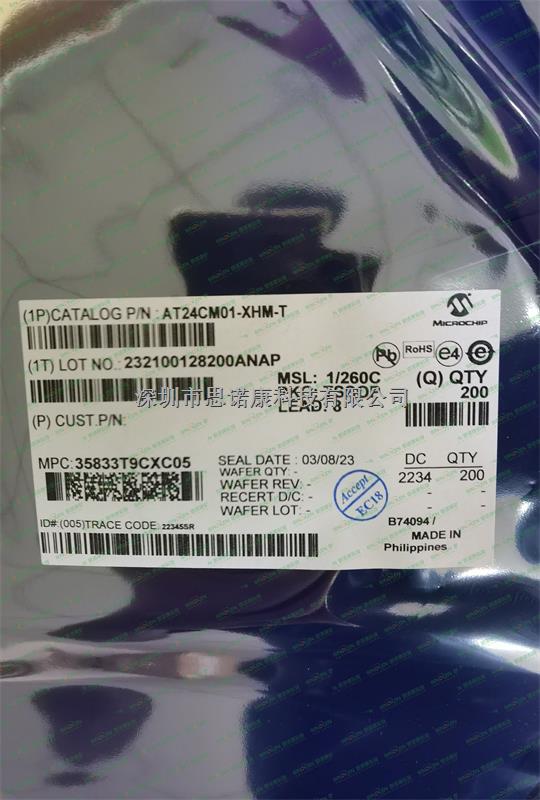 (1P)CATALOG P/N : AT24CM01-XHM-T
MICROCHIP
(1T) LOT NO.: 232100128200ANAP
Pb RoHS e4 e
MSL: 1/260C
(Q) QTY
200
深圳市思诺康科技有限公司
(P) CUST.P/N:
MPC: 35833T9CXC05
SEAL DATE : 03/08/23
DC QTY
WAFER QTY: -
2234 200
WAFER REV: -
- -
RECERT D/C: -
- -
WAFER LOT: -
Accept
EC18
B74094 /
MADE IN
Philippines
ID#: (005)TRACE CODE: 22345SR